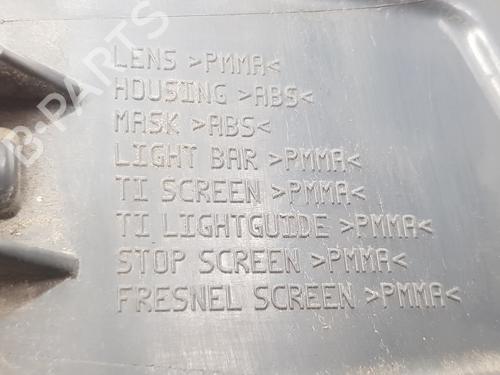 LENS >PMMA<
HOUSING >ABS<
MASK >ABS<
LIGHT BAR >PMMA<
TI SCREEN >PMMA<
TI LIGHTGUIDE >PMMA<
STOP SCREEN >PMMA<
FRESNEL SCREEN >PMMA<
B-PARTS